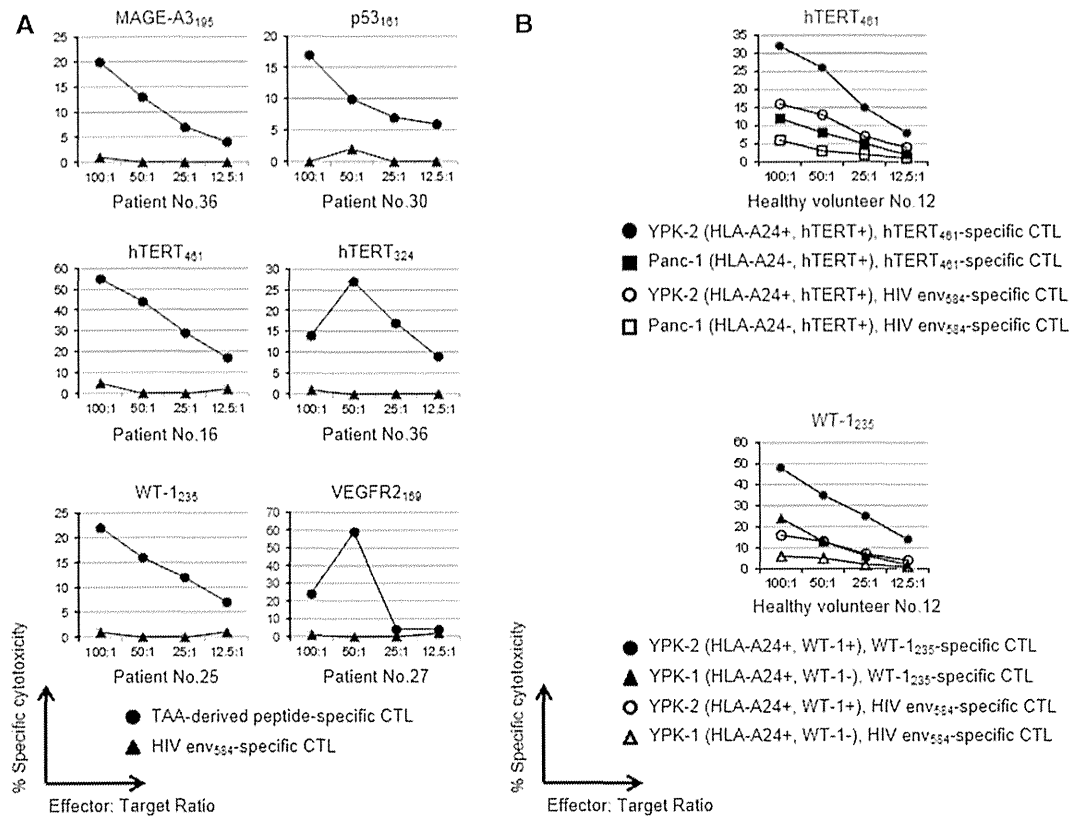 A
MAGE-A3₁₉₅
25
20
15
10
5
0
100:1 50:1 25:1 12.5:1
Patient No.36
p53₁₆₁
20
15
10
5
0
100:1 50:1 25:1 12.5:1
Patient No.30
hTERT₄₆₁
60
50
40
30
20
10
0
100:1 50:1 25:1 12.5:1
Patient No.16
hTERT₃₂₄
30
25
20
15
10
5
0
100:1 50:1 25:1 12.5:1
Patient No.36
WT-1₂₃₅
25
20
15
10
5
0
100:1 50:1 25:1 12.5:1
Patient No.25
VEGFR2₁₆₉
70
60
50
40
30
20
10
0
100:1 50:1 25:1 12.5:1
Patient No.27
TAA-derived peptide-specific CTL
HIV env₅₈₄-specific CTL
% Specific cytotoxicity
Effector: Target Ratio
B
hTERT₄₆₁
35
30
25
20
15
10
5
0
100:1 50:1 25:1 12.5:1
Healthy volunteer No.12
YPK-2 (HLA-A24+, hTERT+), hTERT₄₆₁-specific CTL
Panc-1 (HLA-A24-, hTERT+), hTERT₄₆₁-specific CTL
YPK-2 (HLA-A24+, hTERT+), HIV env₅₈₄-specific CTL
Panc-1 (HLA-A24-, hTERT+), HIV env₅₈₄-specific CTL
WT-1₂₃₅
60
50
40
30
20
10
0
100:1 50:1 25:1 12.5:1
Healthy volunteer No.12
YPK-2 (HLA-A24+, WT-1+), WT-1₂₃₅-specific CTL
YPK-1 (HLA-A24+, WT-1-), WT-1₂₃₅-specific CTL
YPK-2 (HLA-A24+, WT-1+), HIV env₅₈₄-specific CTL
YPK-1 (HLA-A24+, WT-1-), HIV env₅₈₄-specific CTL
% Specific cytotoxicity
Effector: Target Ratio